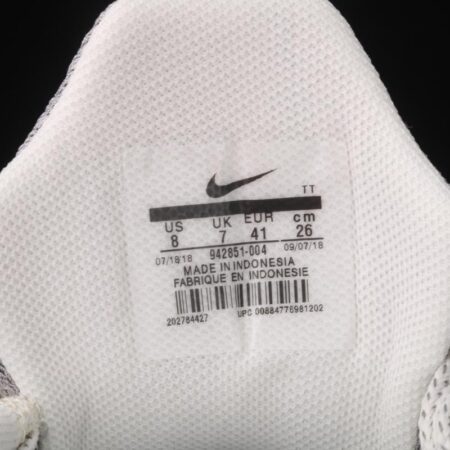 TT
US UK EUR cm
8 7 41 26
07/18/18 942851-004 09/07/18
MADE IN INDONESIA
FABRIQUE EN INDONESIE
202784427 UPC 00884776981202